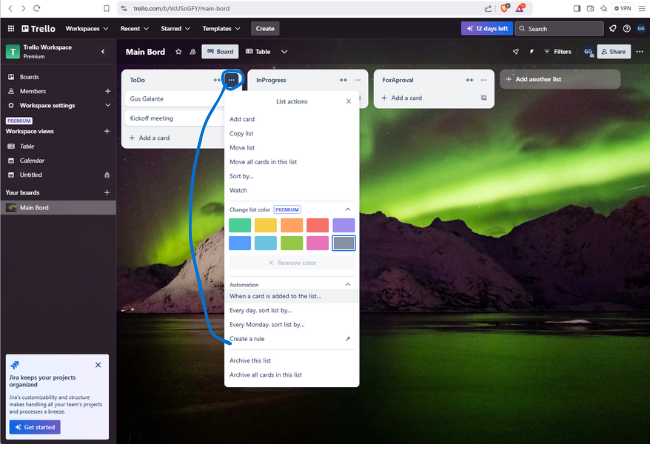 trello.com/b/VcUSoGFY/main-bord
VPN
Trello
Workspaces
Recent
Starred
Templates
Create
12 days left
Search
GG
T
Trello Workspace
Premium
Main Bord
Board
Table
Filters
GG
Share
Boards
Members
Workspace settings
PREMIUM
Workspace views
Table
Calendar
Untitled
Your boards
Main Bord
ToDo
Gus Galante
Kickoff meeting
+ Add a card
InProgress
ForAproval
+ Add a card
+ Add another list
List actions
Add card
Copy list
Move list
Move all cards in this list
Sort by...
Watch
Change list color PREMIUM
Remove color
Automation
When a card is added to the list...
Every day, sort list by...
Every Monday, sort list by...
Create a rule
Archive this list
Archive all cards in this list
Jira keeps your projects
organized
Jira's customizability and structure
makes handling all your team's projects
and processes a breeze.
Get started